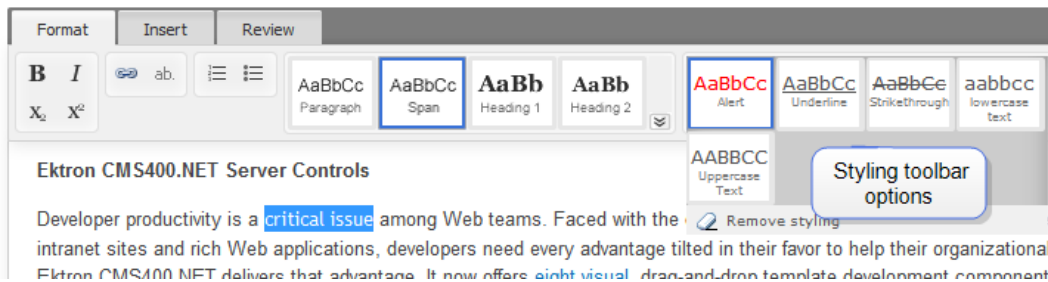 Format Insert Review
B I ab.
X₂ X²
AaBbCc AaBbCc AaBb AaBb
Paragraph Span Heading 1 Heading 2
AaBbCc AaBbCc AaBbCc aabbcc
Alert Underline Strikethrough lowercase text
AABBCC
Uppercase Text
Styling toolbar
options
Remove styling
Ektron CMS400.NET Server Controls
Developer productivity is a critical issue among Web teams. Faced with the
intranet sites and rich Web applications, developers need every advantage tilted in their favor to help their organizational
Ektron CMS400.NET delivers that advantage. It now offers eight visual, drag-and-drop template development component